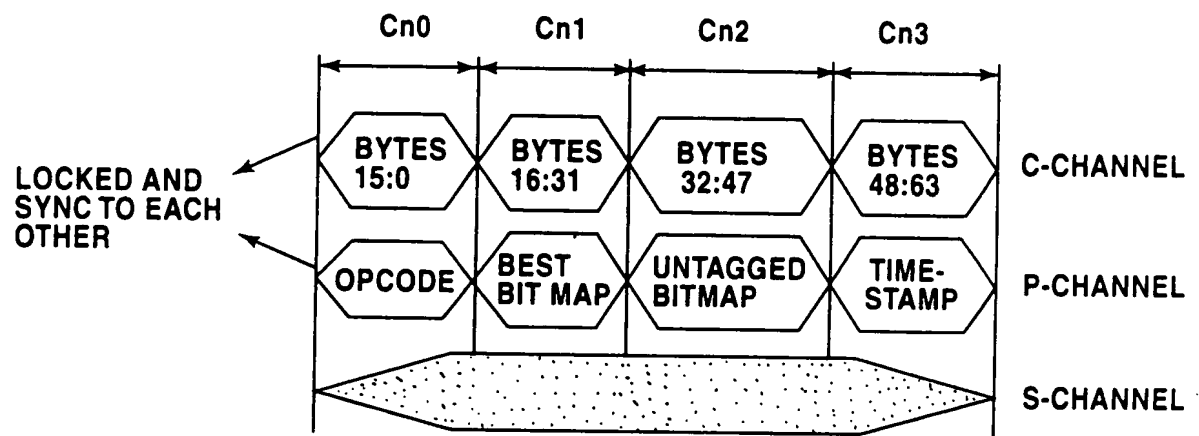 Cn0 Cn1 Cn2 Cn3
LOCKED AND
SYNC TO EACH
OTHER
BYTES
15:0
BYTES
16:31
BYTES
32:47
BYTES
48:63
C-CHANNEL
OPCODE
BEST
BIT MAP
UNTAGGED
BITMAP
TIME-
STAMP
P-CHANNEL
S-CHANNEL